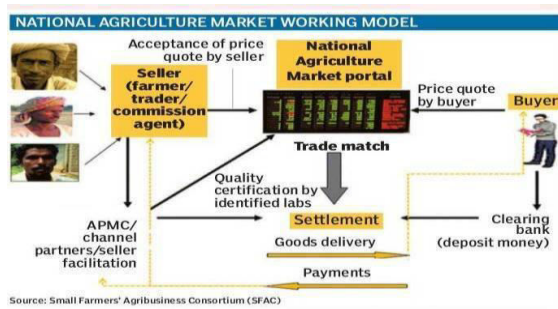 NATIONAL AGRICULTURE MARKET WORKING MODEL
Acceptance of price
quote by seller
National
Agriculture
Market portal
Seller
(farmer/
trader/
commission
agent)
Price quote
by buyer
Buyer
Trade match
Quality
certification by
identified labs
APMC/
channel
partners/seller
facilitation
Settlement
Clearing
bank
(deposit money)
Goods delivery
Payments
Source: Small Farmers' Agribusiness Consortium (SFAC)